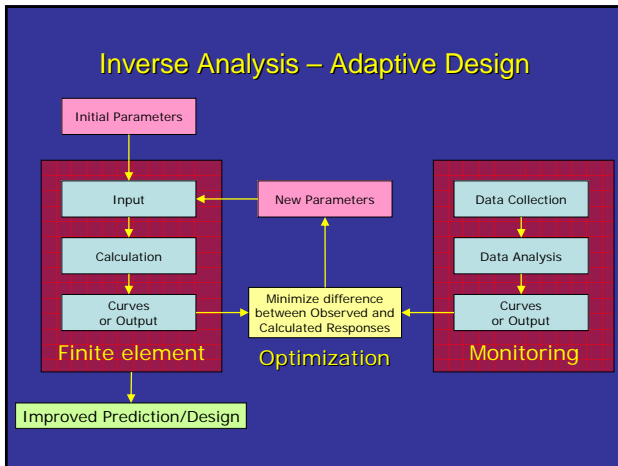 Inverse Analysis – Adaptive Design
Initial Parameters
Input
New Parameters
Data Collection
Calculation
Data Analysis
Curves
or Output
Minimize difference
between Observed and
Calculated Responses
Curves
or Output
Finite element
Optimization
Monitoring
Improved Prediction/Design